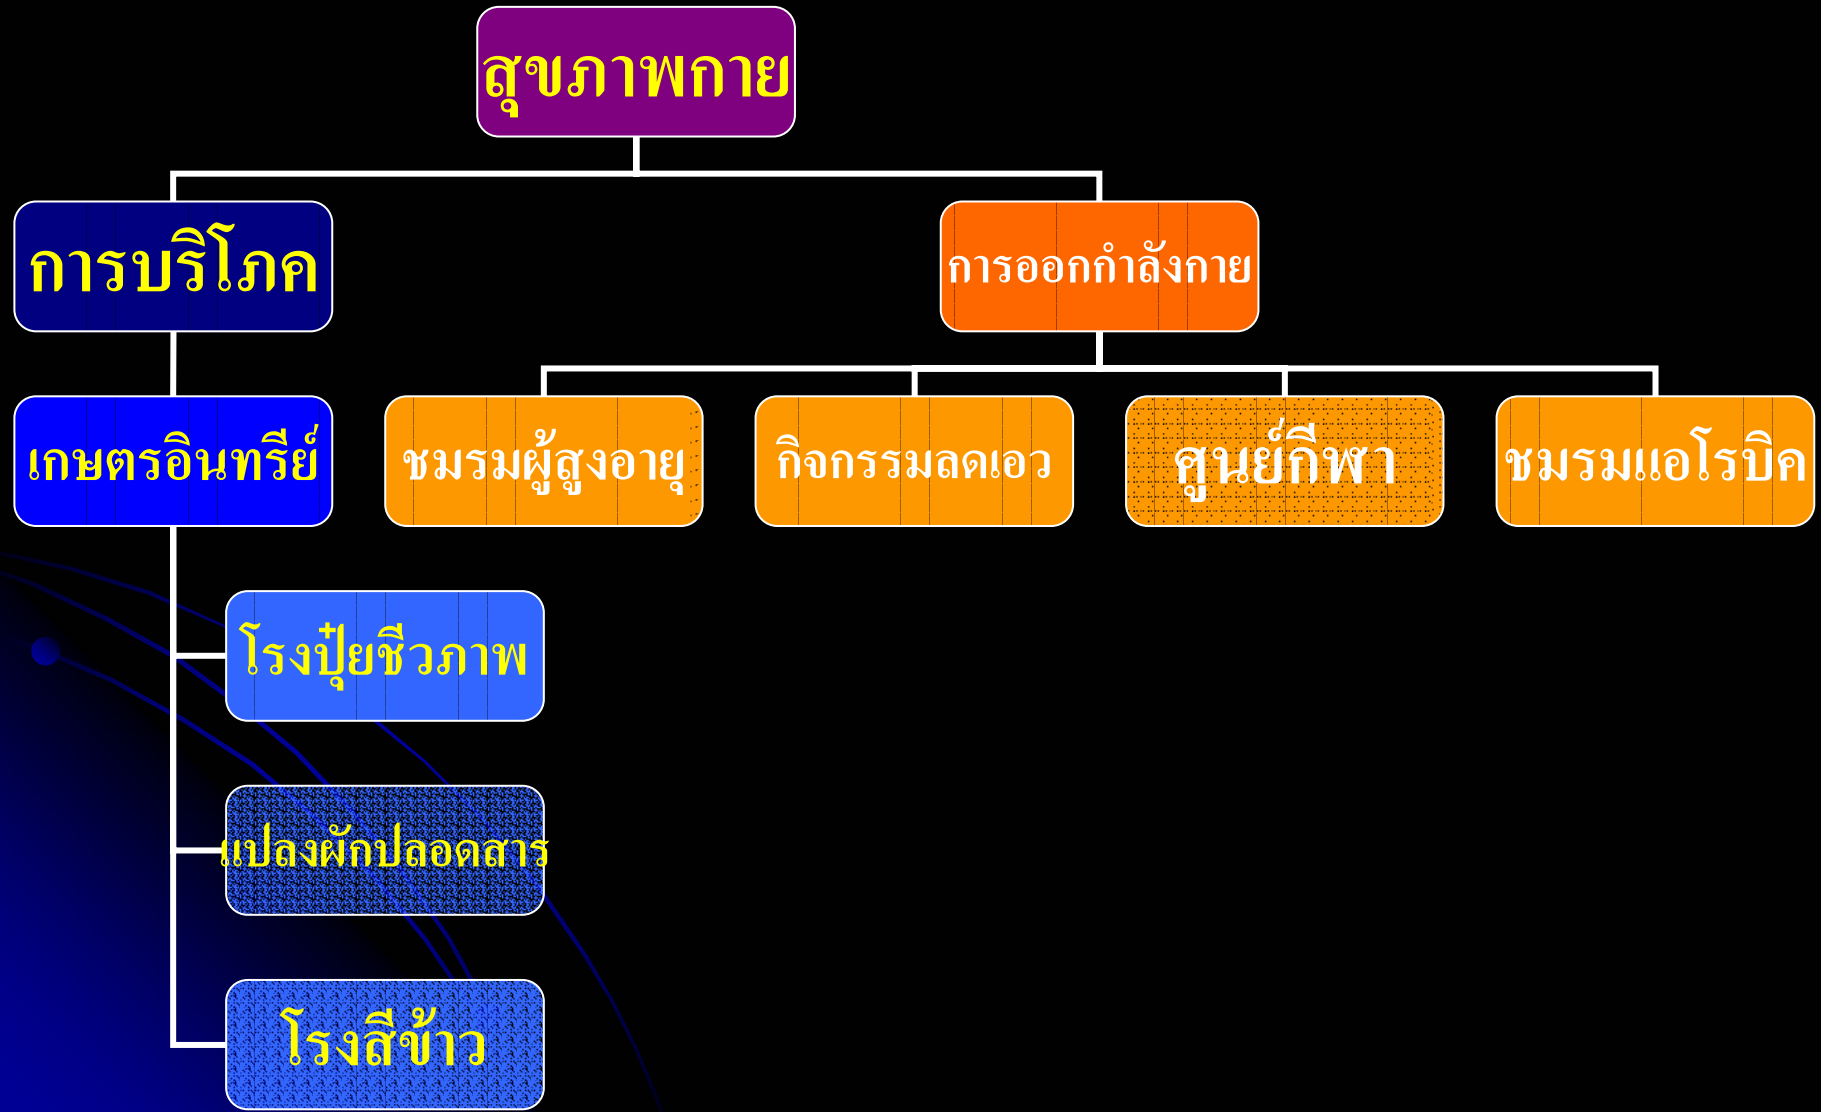 สุขภาพกาย
การบริโภค
การออกกำลังกาย
เกษตรอินทรีย์
ชมรมผู้สูงอายุ
กิจกรรมลดเอว
ศูนย์กีฬา
ชมรมแอโรบิค
โรงปุ๋ยชีวภาพ
แปลงผักปลอดสาร
โรงสีข้าว